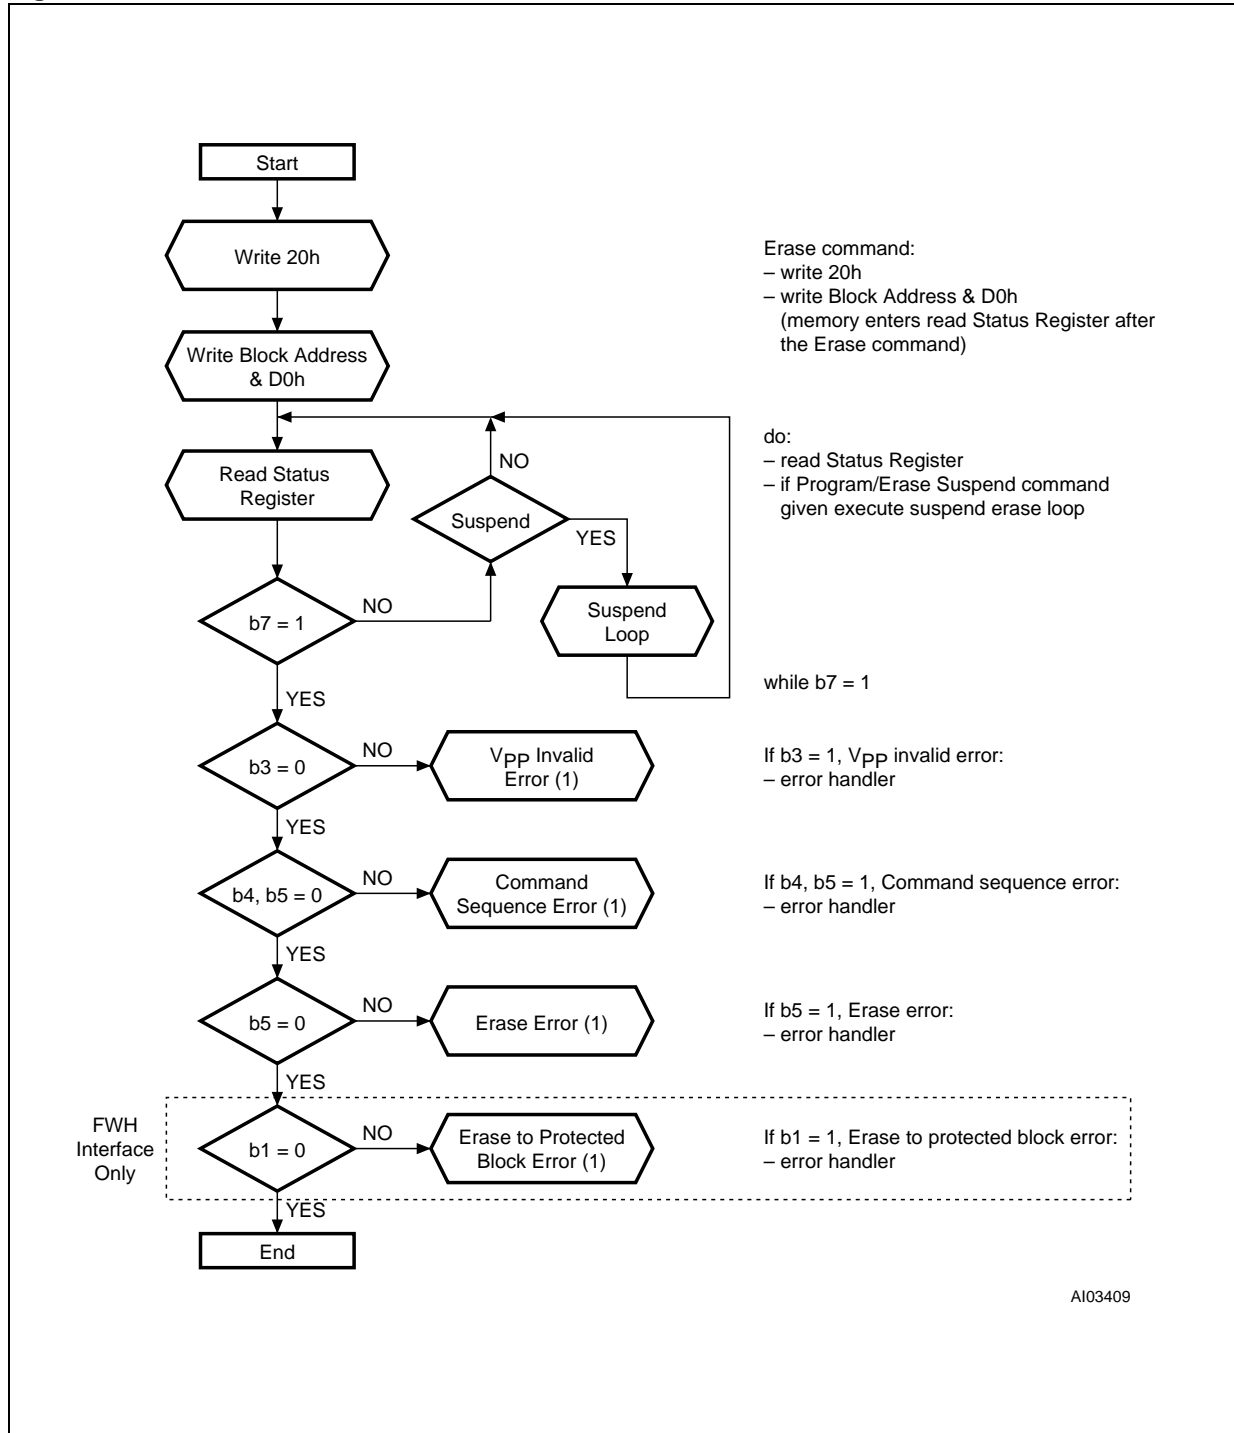 Start
Write 20h
Erase command:
– write 20h
– write Block Address & D0h
(memory enters read Status Register after
the Erase command)
Write Block Address
& D0h
do:
– read Status Register
– if Program/Erase Suspend command
given execute suspend erase loop
Read Status
Register
NO
Suspend
YES
Suspend
Loop
b7 = 1
NO
while b7 = 1
YES
b3 = 0
NO
VPP Invalid
Error (1)
If b3 = 1, VPP invalid error:
– error handler
YES
b4, b5 = 0
NO
Command
Sequence Error (1)
If b4, b5 = 1, Command sequence error:
– error handler
YES
b5 = 0
NO
Erase Error (1)
If b5 = 1, Erase error:
– error handler
YES
FWH
Interface
Only
b1 = 0
NO
Erase to Protected
Block Error (1)
If b1 = 1, Erase to protected block error:
– error handler
YES
End
AI03409